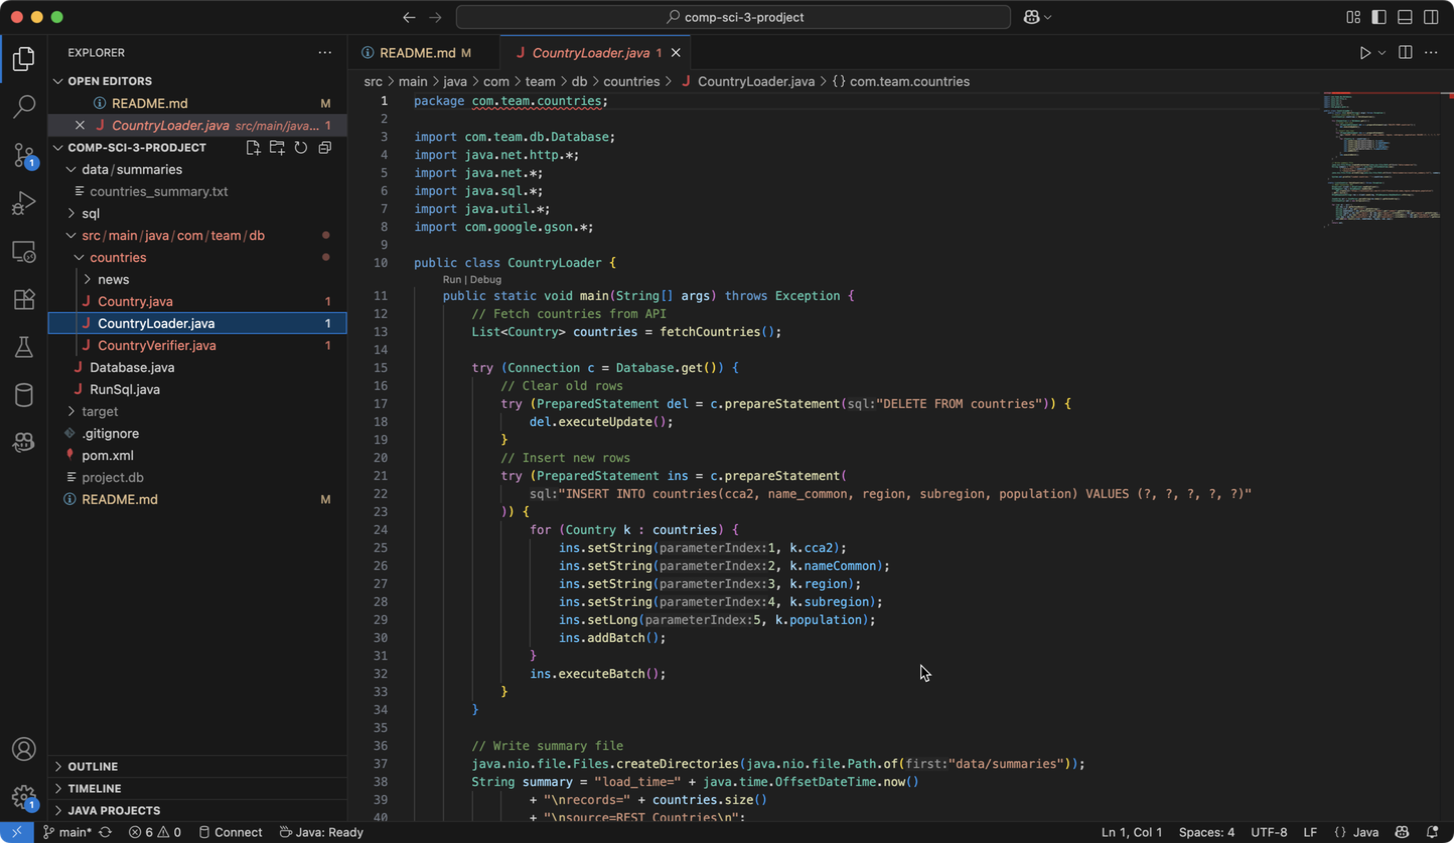 comp-sci-3-prodject
EXPLORER
OPEN EDITORS
README.md M
CountryLoader.java src/main/java... 1
COMP-SCI-3-PRODJECT
data/summaries
countries_summary.txt
sql
src/main/java/com/team/db
countries
news
Country.java 1
CountryLoader.java 1
CountryVerifier.java 1
Database.java
RunSql.java
target
.gitignore
pom.xml
project.db
README.md M
OUTLINE
TIMELINE
JAVA PROJECTS
1
1
README.md M
CountryLoader.java 1
src > main > java > com > team > db > countries > CountryLoader.java > {} com.team.countries
1 package com.team.countries;
2
3 import com.team.db.Database;
4 import java.net.http.*;
5 import java.net.*;
6 import java.sql.*;
7 import java.util.*;
8 import com.google.gson.*;
9
10 public class CountryLoader {
Run | Debug
11 public static void main(String[] args) throws Exception {
12 // Fetch countries from API
13 List<Country> countries = fetchCountries();
14
15 try (Connection c = Database.get()) {
16 // Clear old rows
17 try (PreparedStatement del = c.prepareStatement(sql:"DELETE FROM countries")) {
18 del.executeUpdate();
19 }
20 // Insert new rows
21 try (PreparedStatement ins = c.prepareStatement(
22 sql:"INSERT INTO countries(cca2, name_common, region, subregion, population) VALUES (?, ?, ?, ?, ?)"
23 )) {
24 for (Country k : countries) {
25 ins.setString(parameterIndex:1, k.cca2);
26 ins.setString(parameterIndex:2, k.nameCommon);
27 ins.setString(parameterIndex:3, k.region);
28 ins.setString(parameterIndex:4, k.subregion);
29 ins.setLong(parameterIndex:5, k.population);
30 ins.addBatch();
31 }
32 ins.executeBatch();
33 }
34 }
35
36 // Write summary file
37 java.nio.file.Files.createDirectories(java.nio.file.Path.of(first:"data/summaries"));
38 String summary = "load_time=" + java.time.OffsetDateTime.now()
39 + "\nrecords=" + countries.size()
40 + "\nsource=REST Countries\n";
main* 6 0 Connect Java: Ready
Ln 1, Col 1 Spaces: 4 UTF-8 LF {} Java